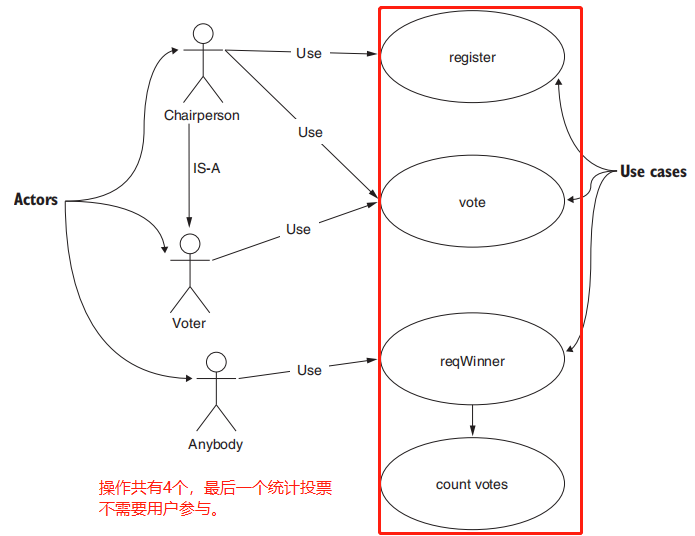 Use
register
Chairperson
Use
IS-A
Actors
Use cases
vote
Use
Voter
reqWinner
Use
Anybody
count votes
操作共有4个，最后一个统计投票
不需要用户参与。